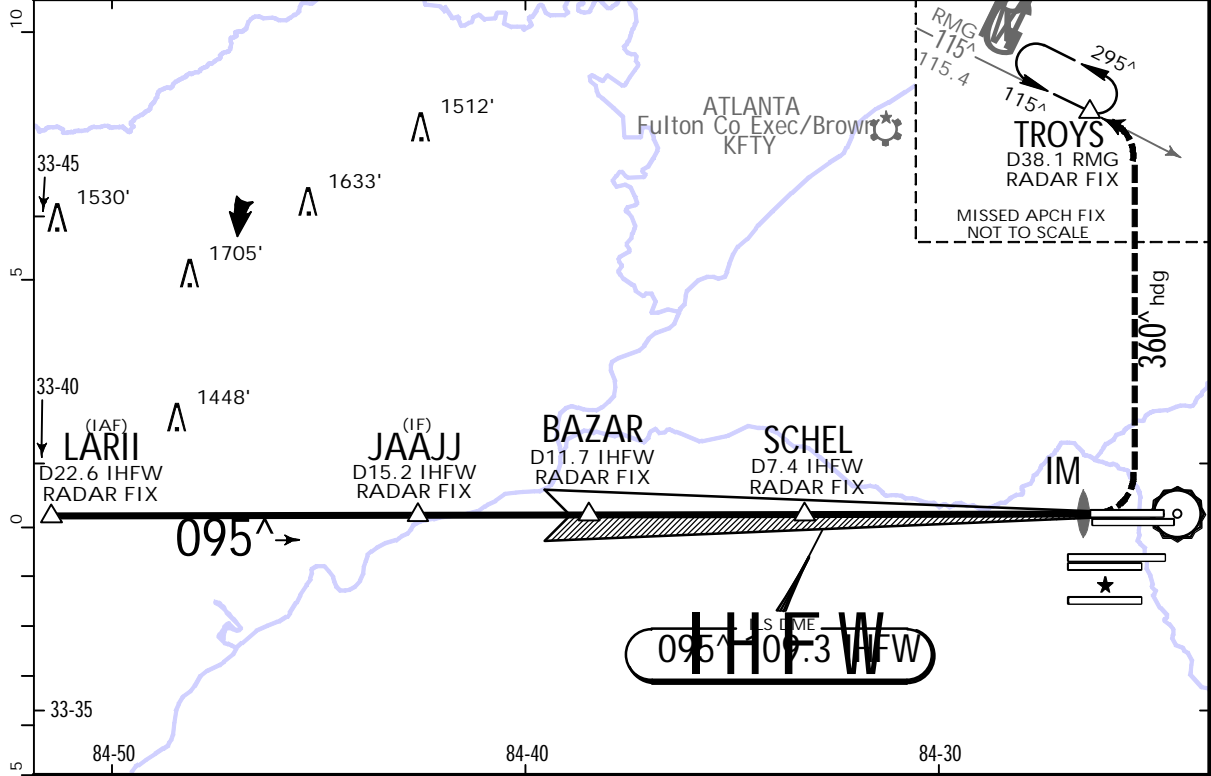 10
RMG
115^
115.4
295^
115^
TROYS
D38.1 RMG
RADAR FIX
MISSED APCH FIX
NOT TO SCALE
ATLANTA
Fulton Co Exec/Brown
KFTY
1512'
33-45
1530'
1633'
1705'
5
360^ hdg
33-40
1448'
(IAF)
LARII
D22.6 IHFW
RADAR FIX
(IF)
JAAJJ
D15.2 IHFW
RADAR FIX
BAZAR
D11.7 IHFW
RADAR FIX
SCHEL
D7.4 IHFW
RADAR FIX
IM
0
095^
ILS DME
095^ 109.3 IHFW
IHFW
33-35
5
84-50
84-40
84-30